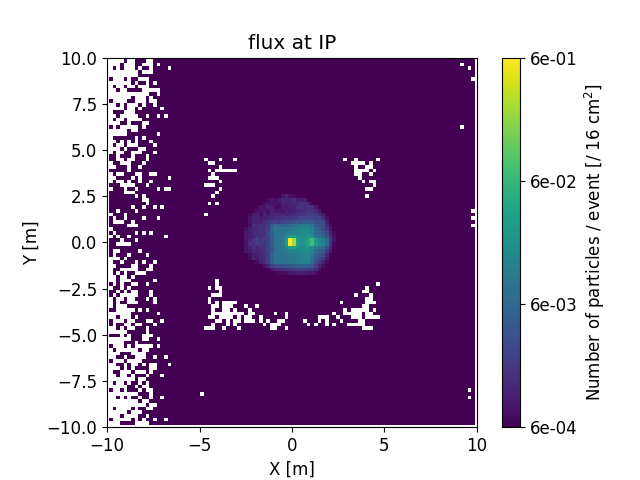 flux at IP
10.0
7.5
5.0
2.5
0.0
−2.5
−5.0
−7.5
−10.0
Y [m]
−10
−5
0
5
10
X [m]
6e-01
6e-02
6e-03
6e-04
Number of particles / event [/ 16 cm²]